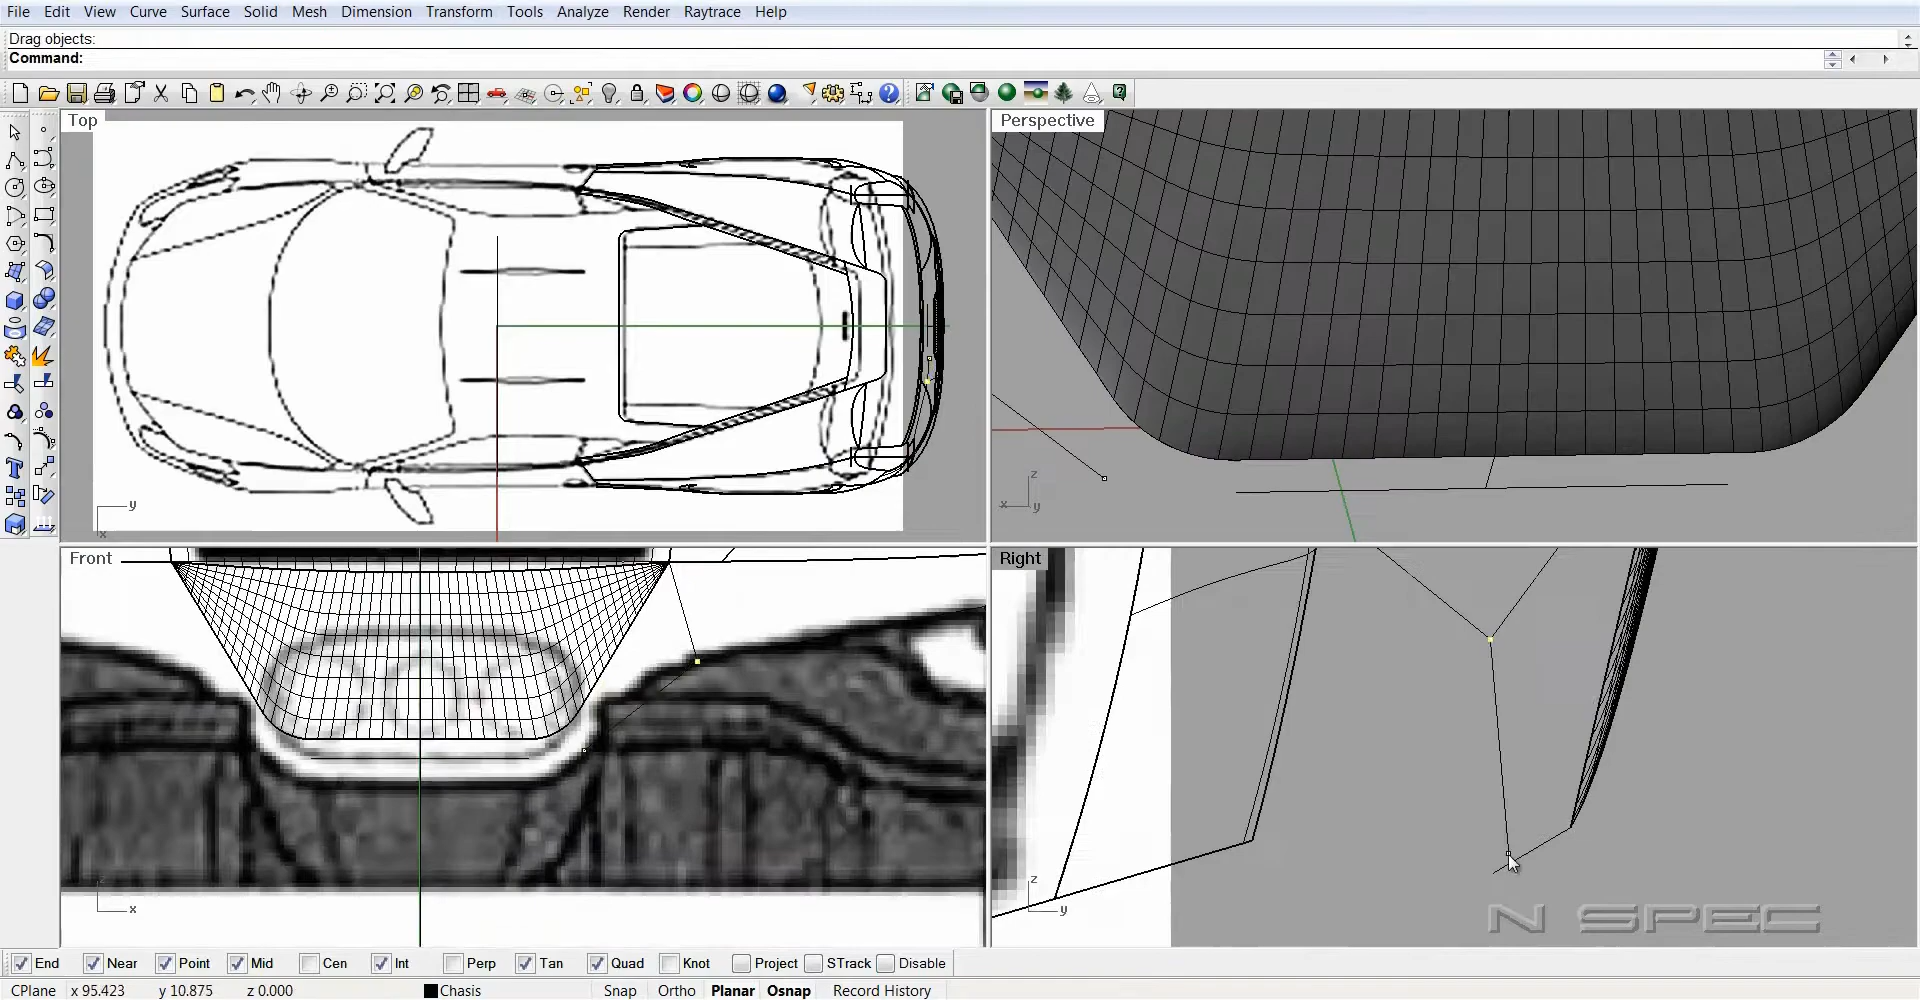 File Edit View Curve Surface Solid Mesh Dimension Transform Tools Analyze Render Raytrace Help
Drag objects:
Command:
Top
Perspective
z
x
y
y
x
Front
Right
z
x
z
y
N SPEC
End Near Point Mid Cen Int Perp Tan Quad Knot Project STrack Disable
CPlane x 95.423 y 10.875 z 0.000 Chasis Snap Ortho Planar Osnap Record History